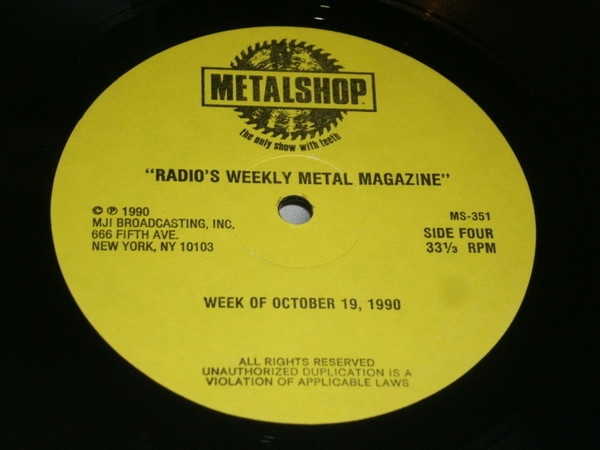 METALSHOP
the only show with teeth
"RADIO'S WEEKLY METAL MAGAZINE"
© ℗ 1990
MJI BROADCASTING, INC.
666 FIFTH AVE.
NEW YORK, NY 10103
MS-351
SIDE FOUR
33⅓ RPM
WEEK OF OCTOBER 19, 1990
ALL RIGHTS RESERVED
UNAUTHORIZED DUPLICATION IS A
VIOLATION OF APPLICABLE LAWS